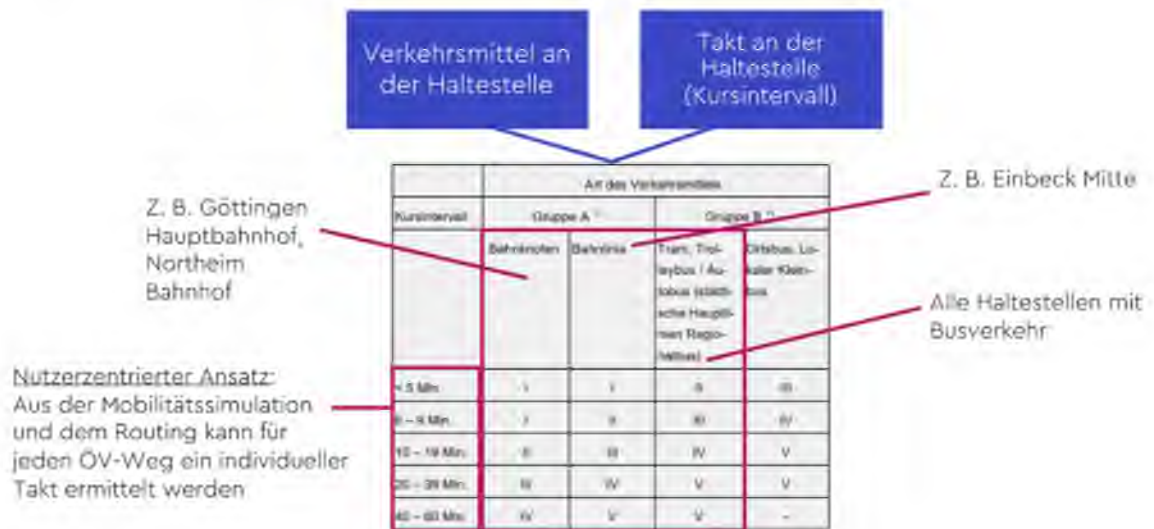 Verkehrsmittel an
der Haltestelle
Takt an der
Haltestelle
(Kursintervall)
Z. B. Göttingen
Hauptbahnhof,
Northeim
Bahnhof
Z. B. Einbeck Mitte
Alle Haltestellen mit
Busverkehr
Nutzerzentrierter Ansatz:
Aus der Mobilitätssimulation
und dem Routing kann für
jeden ÖV-Weg ein individueller
Takt ermittelt werden
Art des Verkehrsmittels
Kursintervall Gruppe A Gruppe B
Bahnknoten Bahnlinie
Tram, Trol-
leybus / Au-
tobus (städti-
sche Hauptli-
nien Regio-
nalbus)
Ortsbus, Lo-
kaler Klein-
bus
< 5 Min. I I II III
6 – 9 Min. I II III IV
10 – 19 Min. II III IV V
20 – 39 Min. III IV V V
40 – 60 Min. IV V V –